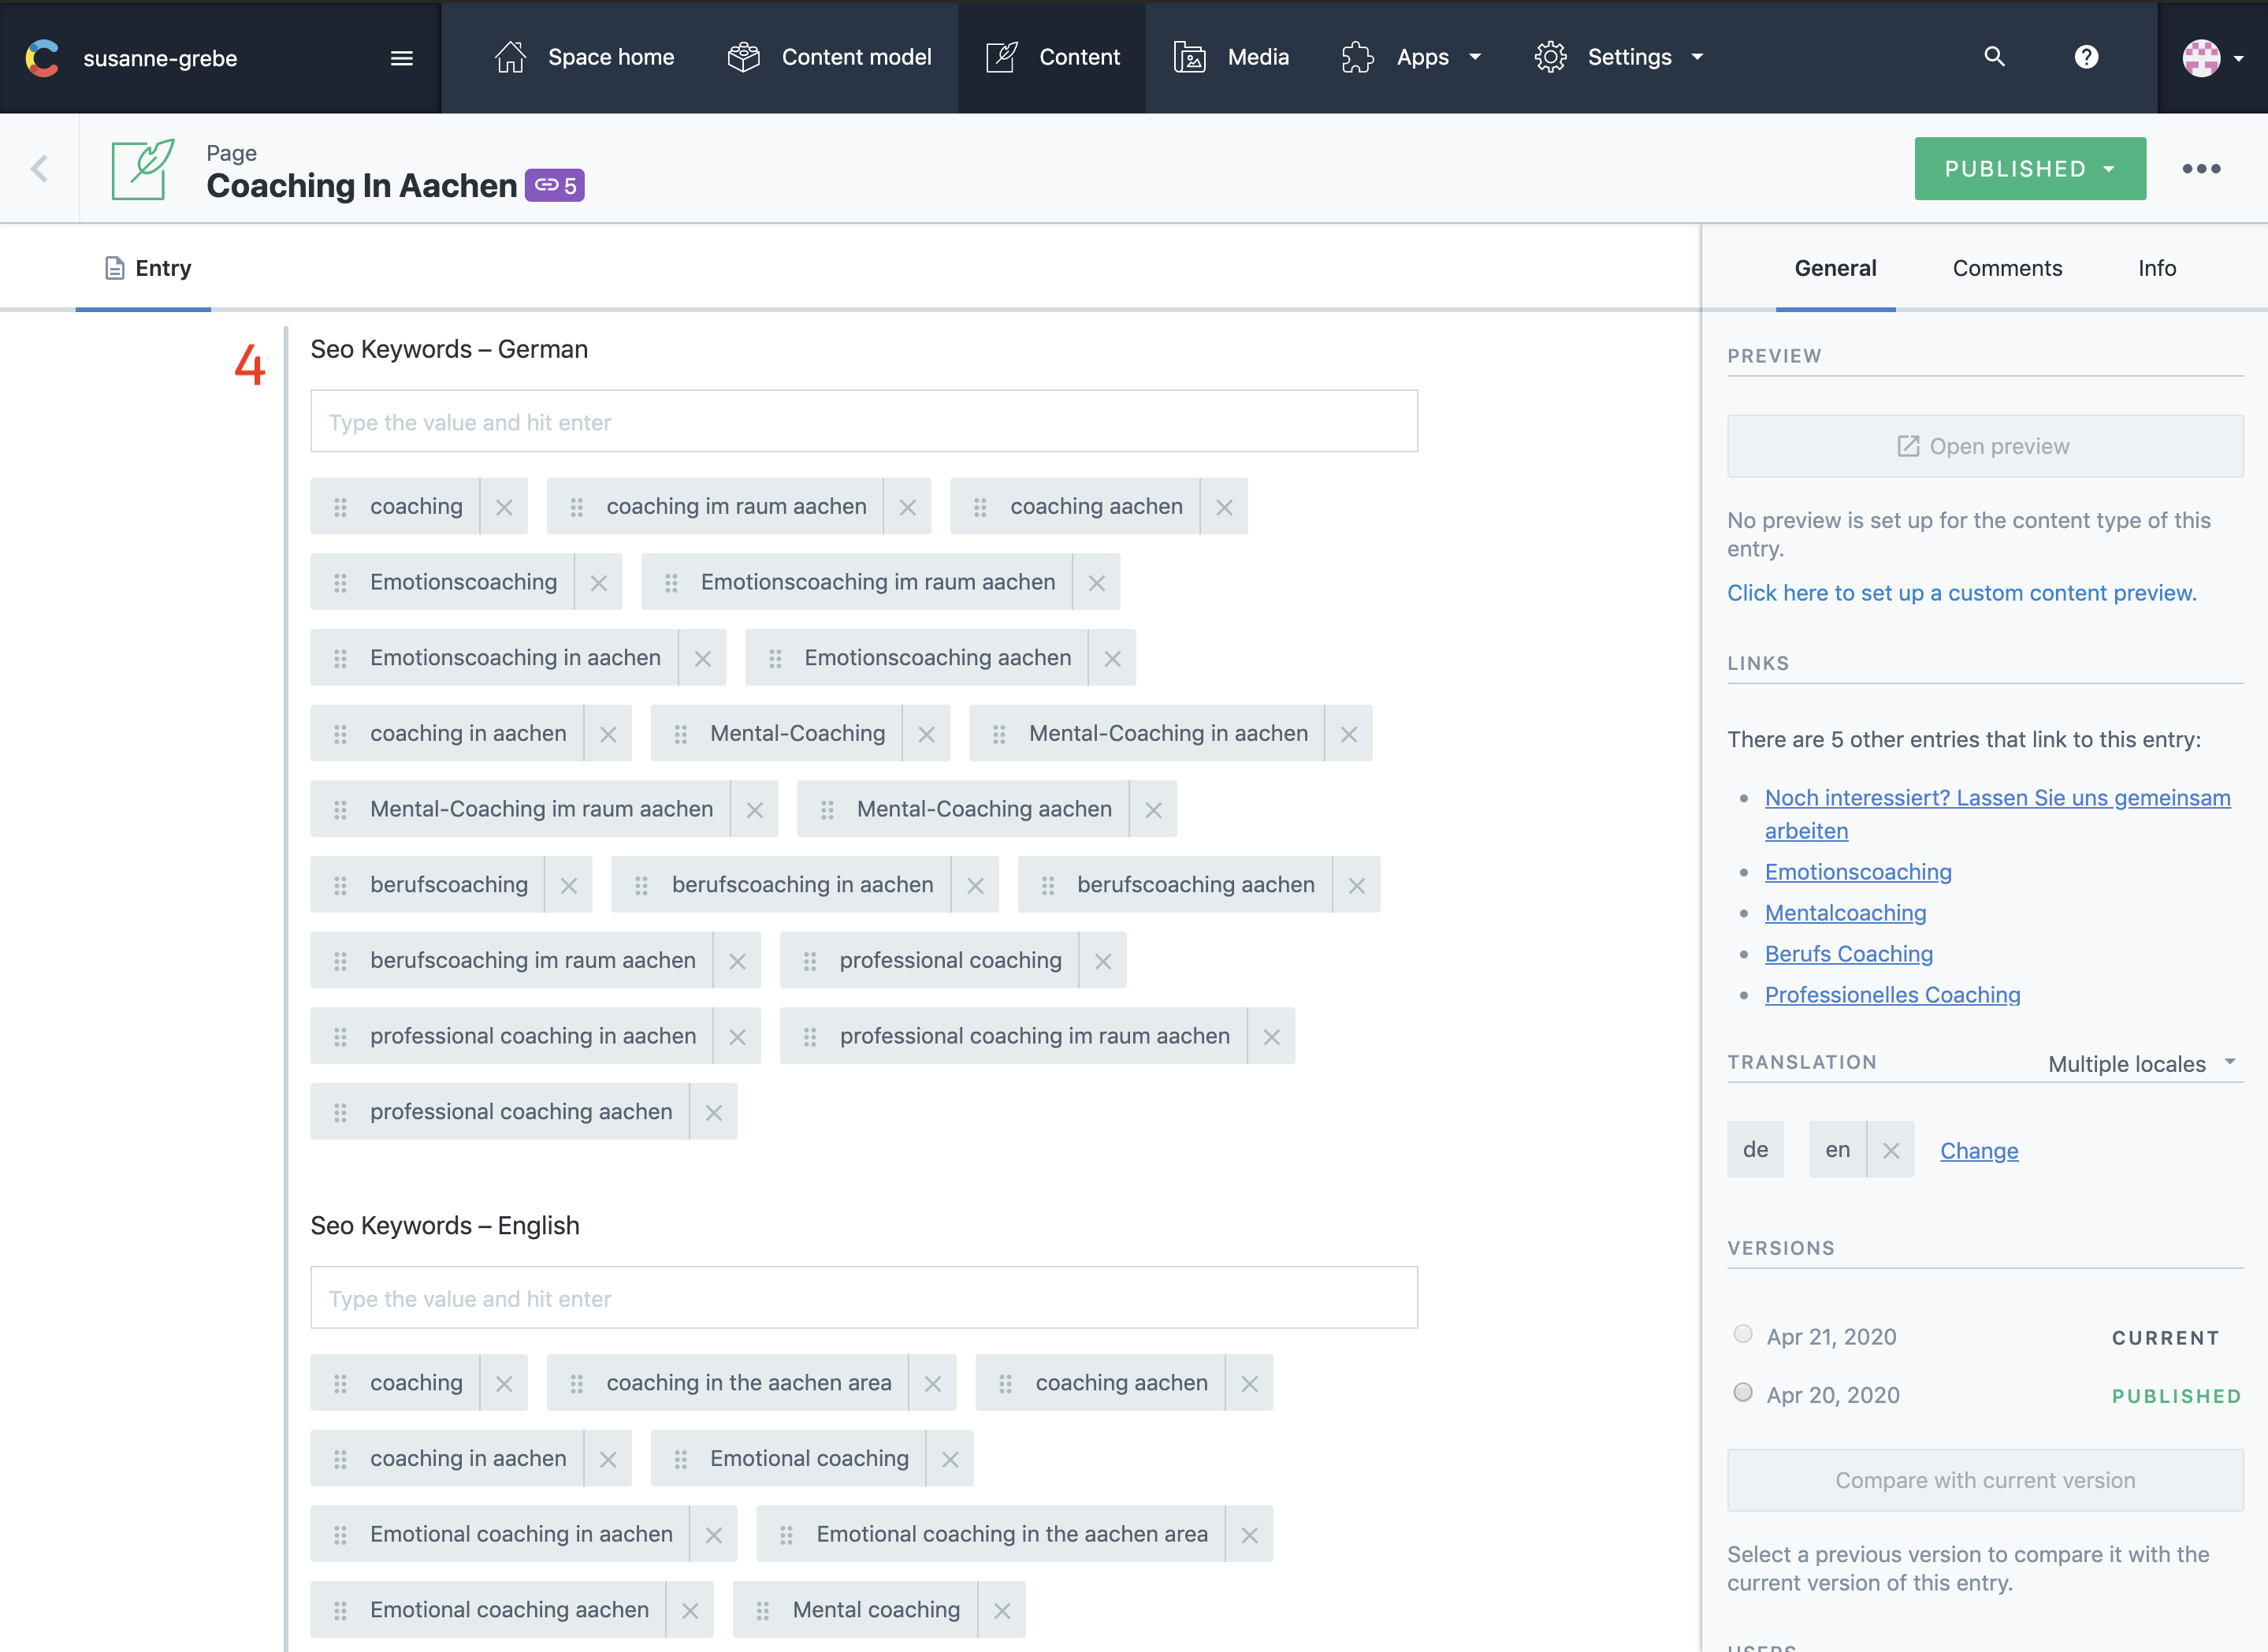 susanne-grebe
Space home
Content model
Content
Media
Apps
Settings
Page
Coaching In Aachen
5
PUBLISHED
Entry
4
Seo Keywords – German
Type the value and hit enter
coaching
coaching im raum aachen
coaching aachen
Emotionscoaching
Emotionscoaching im raum aachen
Emotionscoaching in aachen
Emotionscoaching aachen
coaching in aachen
Mental-Coaching
Mental-Coaching in aachen
Mental-Coaching im raum aachen
Mental-Coaching aachen
berufscoaching
berufscoaching in aachen
berufscoaching aachen
berufscoaching im raum aachen
professional coaching
professional coaching in aachen
professional coaching im raum aachen
professional coaching aachen
Seo Keywords – English
Type the value and hit enter
coaching
coaching in the aachen area
coaching aachen
coaching in aachen
Emotional coaching
Emotional coaching in aachen
Emotional coaching in the aachen area
Emotional coaching aachen
Mental coaching
General
Comments
Info
PREVIEW
Open preview
No preview is set up for the content type of this
entry.
Click here to set up a custom content preview.
LINKS
There are 5 other entries that link to this entry:
Noch interessiert? Lassen Sie uns gemeinsam
arbeiten
Emotionscoaching
Mentalcoaching
Berufs Coaching
Professionelles Coaching
TRANSLATION
Multiple locales
de
en
Change
VERSIONS
Apr 21, 2020
CURRENT
Apr 20, 2020
PUBLISHED
Compare with current version
Select a previous version to compare it with the
current version of this entry.
USERS